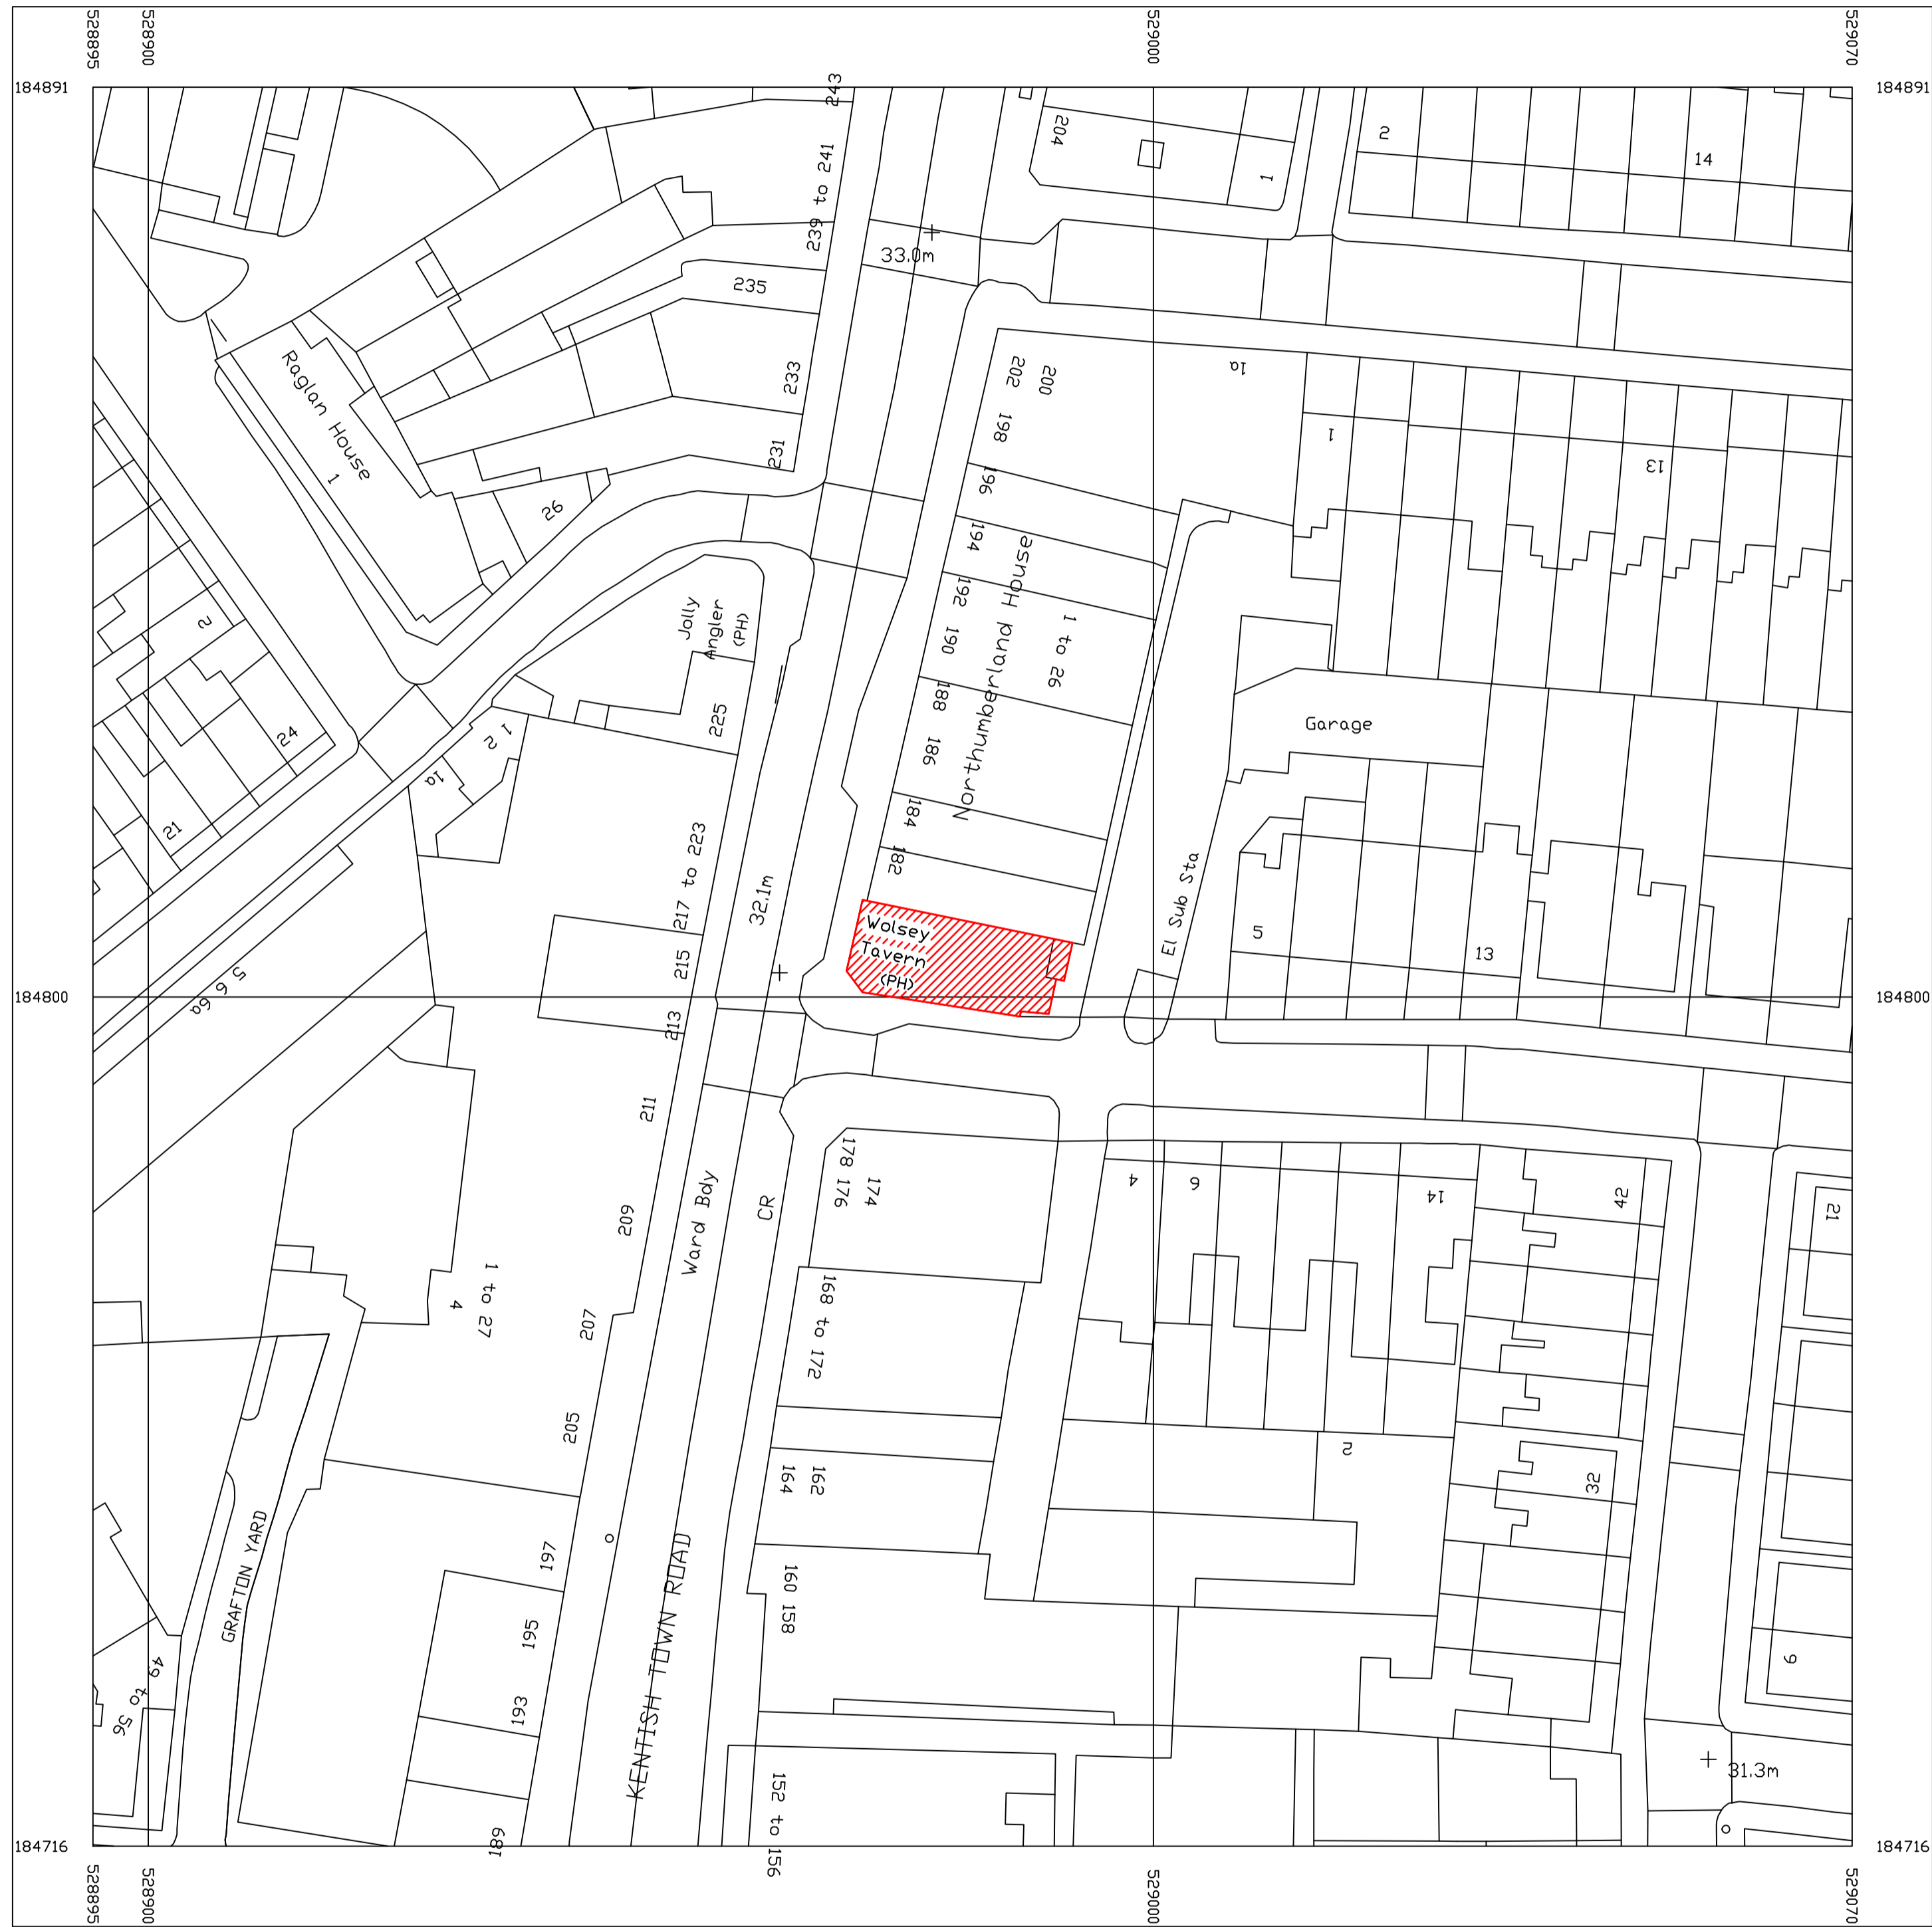 528895
528900
529000
529070
184891
184891
243
204
2
14
1
239 to 241
33.0m
235
Raglan House
1
233
202
200
1a
198
1
13
231
196
26
194
Northumberland House
1 to 26
192
190
Jolly
Angler
(PH)
2
188
225
186
24
1 2
1a
Garage
184
21
217 to 223
182
32.1m
El Sub Sta
Wolsey
Tavern
(PH)
5
13
215
5 6 6a
184800
184800
213
211
178 176
174
4
6
14
42
21
209
Ward Bdy
CR
1 to 27
4
207
168 to 172
205
164
162
2
32
GRAFTON YARD
197
KENTISH TOWN ROAD
160 158
195
49 to 56
9
193
31.3m
152 to 156
189
184716
184716
528895
528900
529000
529070